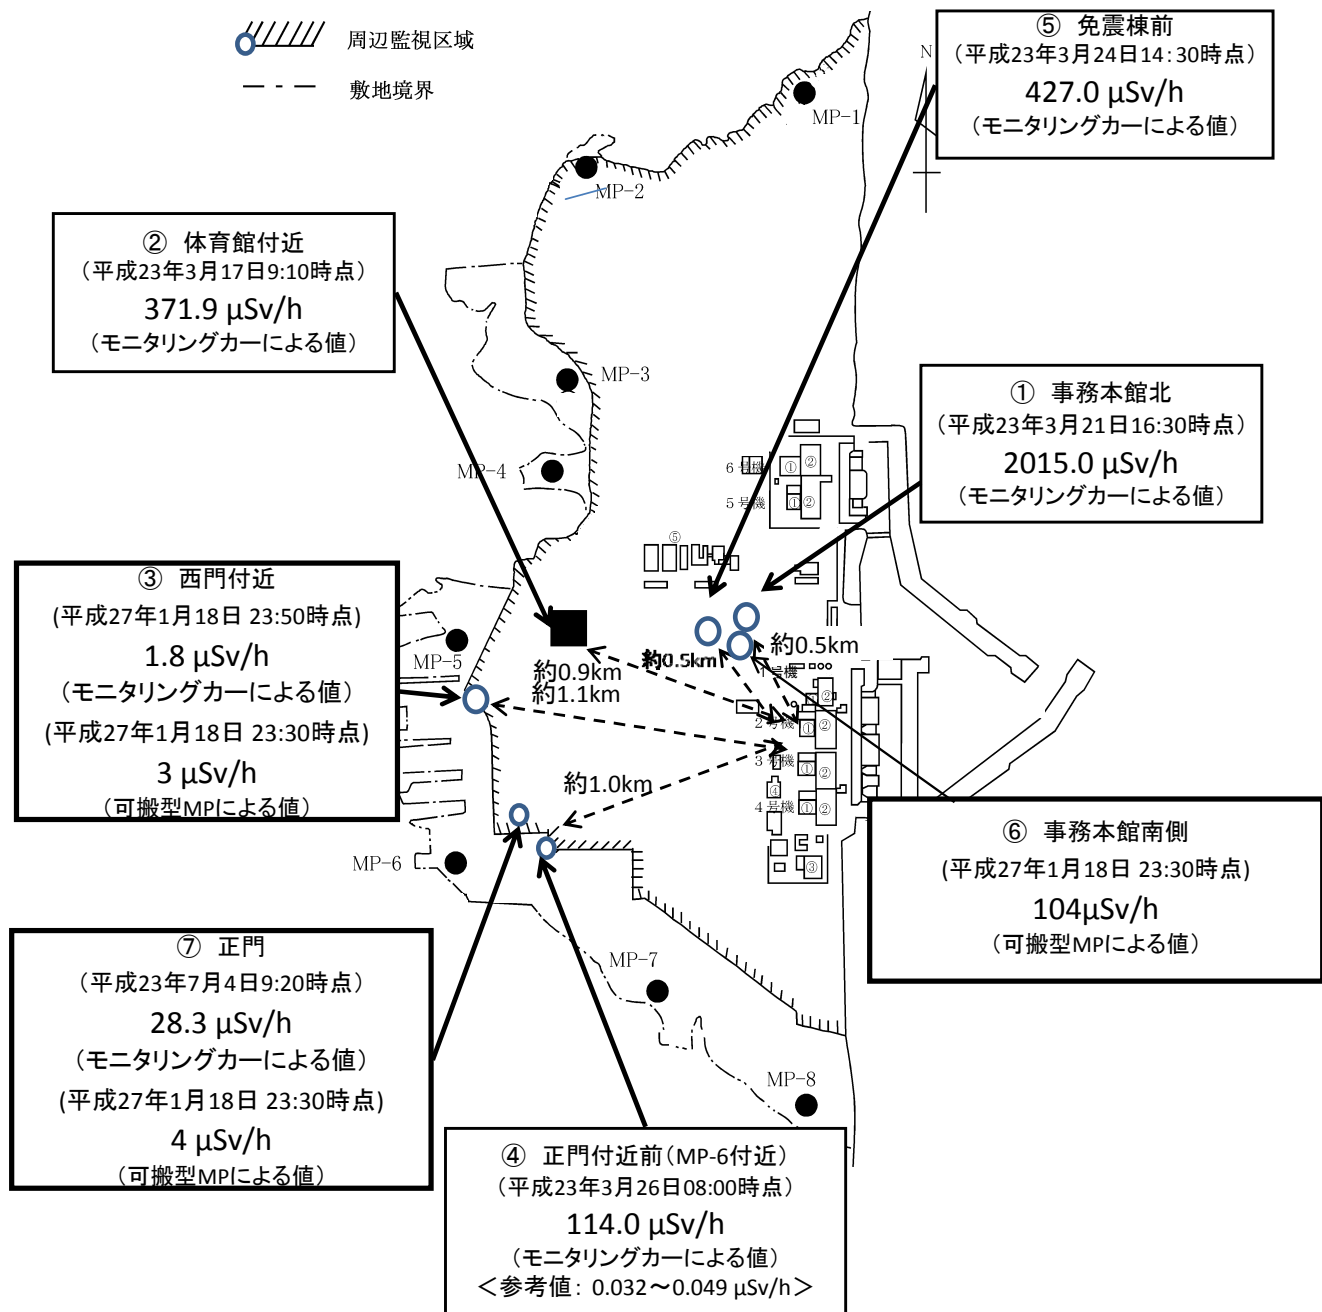 周辺監視区域
敷地境界
⑤ 免震棟前
(平成23年3月24日14:30時点)
427.0 μSv/h
(モニタリングカーによる値)
N
MP-1
MP-2
② 体育館付近
(平成23年3月17日9:10時点)
371.9 μSv/h
(モニタリングカーによる値)
MP-3
① 事務本館北
(平成23年3月21日16:30時点)
2015.0 μSv/h
(モニタリングカーによる値)
MP-4
6号機
① ②
5号機
① ②
⑤
③ 西門付近
(平成27年1月18日 23:50時点)
1.8 μSv/h
(モニタリングカーによる値)
(平成27年1月18日 23:30時点)
3 μSv/h
(可搬型MPによる値)
MP-5
約0.9km
約1.1km
約0.5km
約0.5km
1号機
②
2号機
① ②
3号機
① ②
④
4号機
① ②
③
約1.0km
MP-6
⑥ 事務本館南側
(平成27年1月18日 23:30時点)
104μSv/h
(可搬型MPによる値)
⑦ 正門
(平成23年7月4日9:20時点)
28.3 μSv/h
(モニタリングカーによる値)
(平成27年1月18日 23:30時点)
4 μSv/h
(可搬型MPによる値)
MP-7
MP-8
④ 正門付近前(MP-6付近)
(平成23年3月26日08:00時点)
114.0 μSv/h
(モニタリングカーによる値)
<参考値: 0.032~0.049 μSv/h>